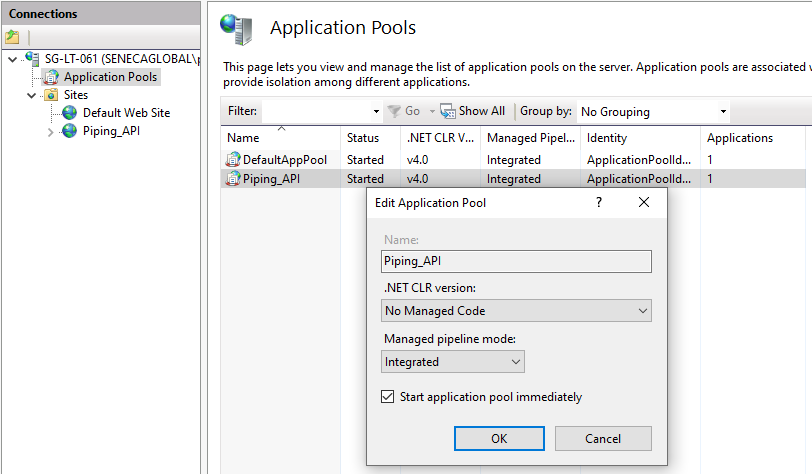 Connections
SG-LT-061 (SENECAGLOBAL\p
Application Pools
Sites
Default Web Site
Piping_API
Application Pools
This page lets you view and manage the list of application pools on the server. Application pools are associated w
provide isolation among different applications.
Filter:
Go
Show All
Group by:
No Grouping
Name Status .NET CLR V... Managed Pipel... Identity Applications
DefaultAppPool Started v4.0 Integrated ApplicationPoolId... 1
Piping_API Started v4.0 Integrated ApplicationPoolId... 1
Edit Application Pool ?
Name:
Piping_API
.NET CLR version:
No Managed Code
Managed pipeline mode:
Integrated
Start application pool immediately
OK Cancel